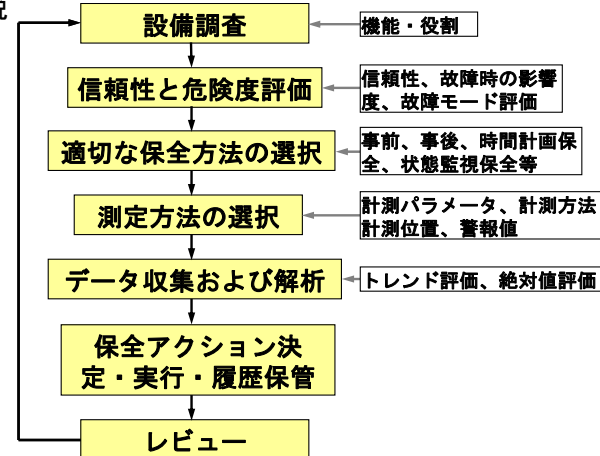 況
設備調査
機能・役割
信頼性と危険度評価
信頼性、故障時の影響
度、故障モード評価
適切な保全方法の選択
事前、事後、時間計画保
全、状態監視保全等
測定方法の選択
計測パラメータ、計測方法
計測位置、警報値
データ収集および解析
トレンド評価、絶対値評価
保全アクション決
定・実行・履歴保管
レビュー